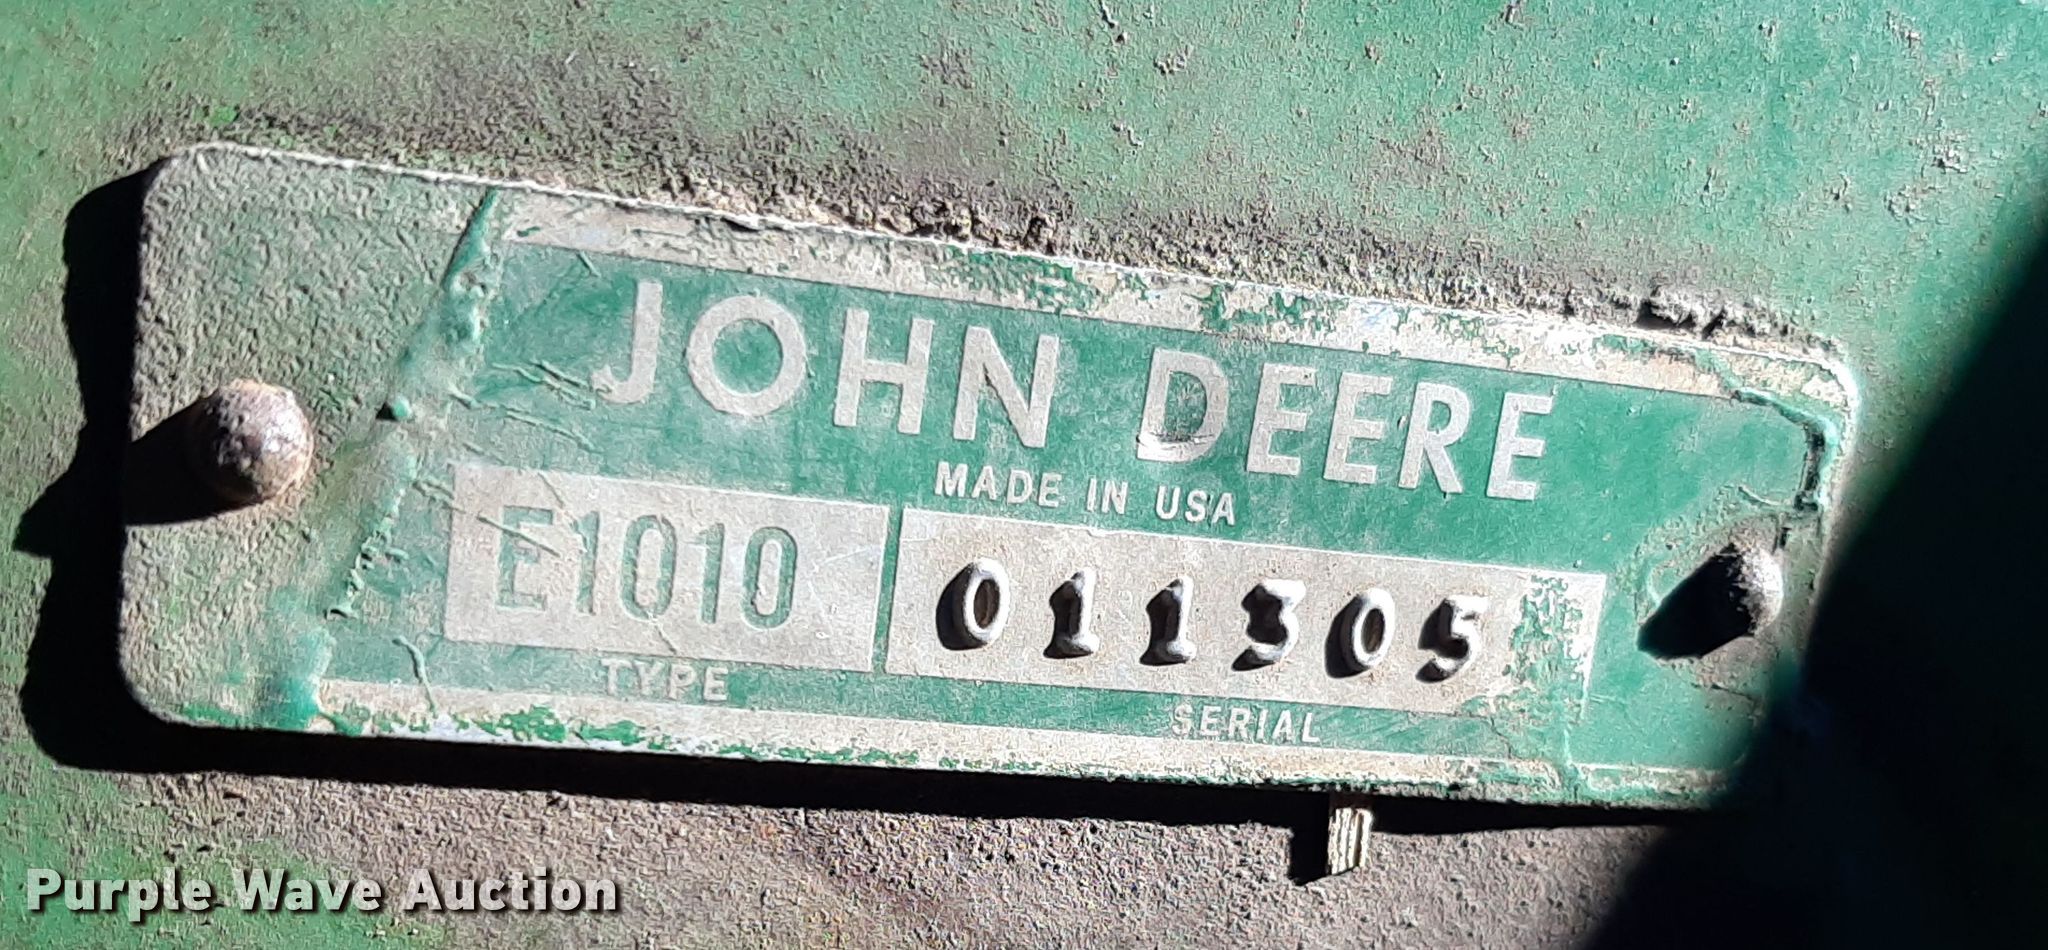 JOHN DEERE
MADE IN USA
E1010 011305
TYPE SERIAL
Purple Wave Auction